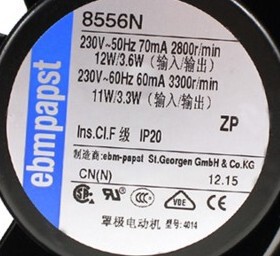 ebmpapst
8556N
230V~50Hz 70mA 2800r/min
12W/3.6W (输入/输出)
230V~60Hz 60mA 3300r/min
11W/3.3W (输入/输出)
ZP
Ins.Cl.F 级 IP20
制造商: ebm-papst St.Georgen GmbH & Co.KG
CN(N) 12.15
罩极电动机 型号: 4014